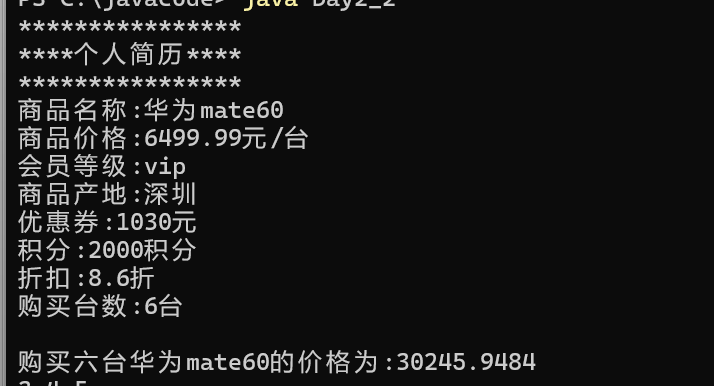 PS C:\javacode> java Day2_2
****************
****个人简历****
****************
商品名称:华为mate60
商品价格:6499.99元/台
会员等级:vip
商品产地:深圳
优惠券:1030元
积分:2000积分
折扣:8.6折
购买台数:6台
购买六台华为mate60的价格为:30245.9484